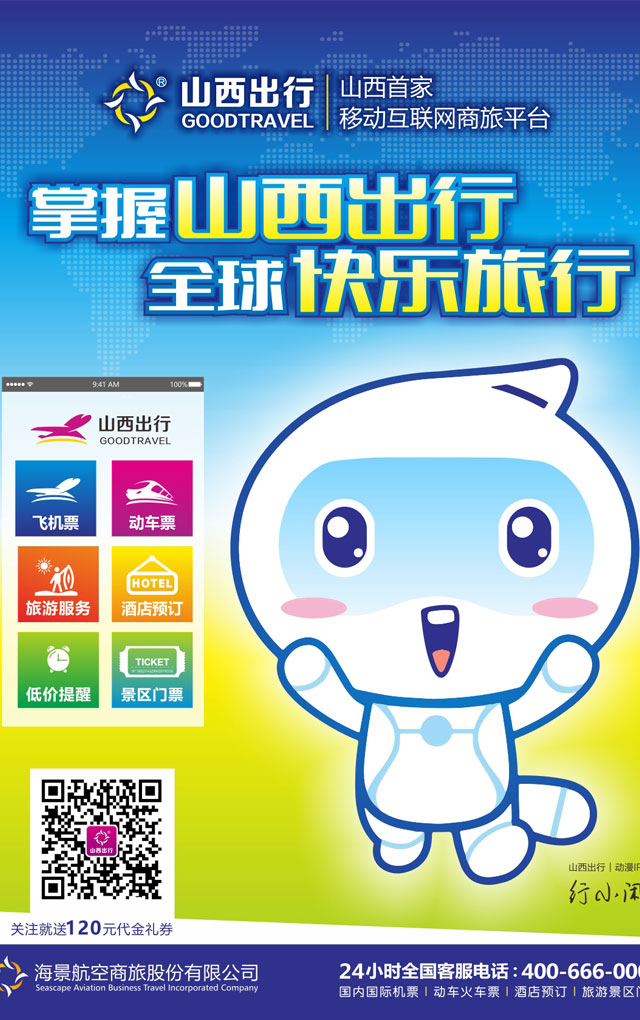 山西出行®
GOODTRAVEL
山西首家
移动互联网商旅平台
掌握山西出行
全球快乐旅行
9:41 AM
100%
山西出行
GOODTRAVEL
飞机票
动车票
旅游服务
HOTEL
酒店预订
低价提醒
TICKET
景区门票
山西出行
山西出行 | 动漫IP
行小闲
关注就送120元代金礼券
海景航空商旅股份有限公司
Seascape Aviation Business Travel Incorporated Company
24小时全国客服电话:400-666-000
国内国际机票 | 动车火车票 | 酒店预订 | 旅游景区门